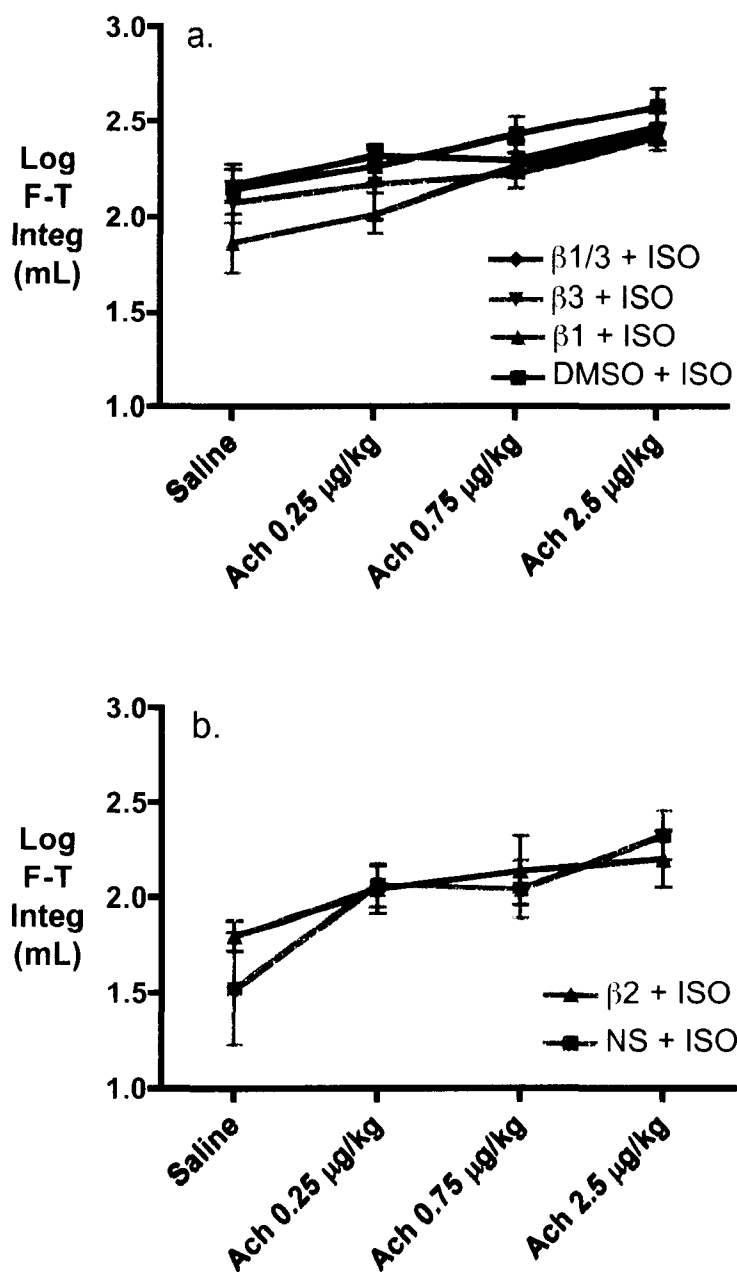 a.
3.0
2.5
2.0
1.5
1.0
Log
F-T
Integ
(mL)
β1/3 + ISO
β3 + ISO
β1 + ISO
DMSO + ISO
Saline
Ach 0.25 µg/kg
Ach 0.75 µg/kg
Ach 2.5 µg/kg
b.
3.0
2.5
2.0
1.5
1.0
Log
F-T
Integ
(mL)
β2 + ISO
NS + ISO
Saline
Ach 0.25 µg/kg
Ach 0.75 µg/kg
Ach 2.5 µg/kg